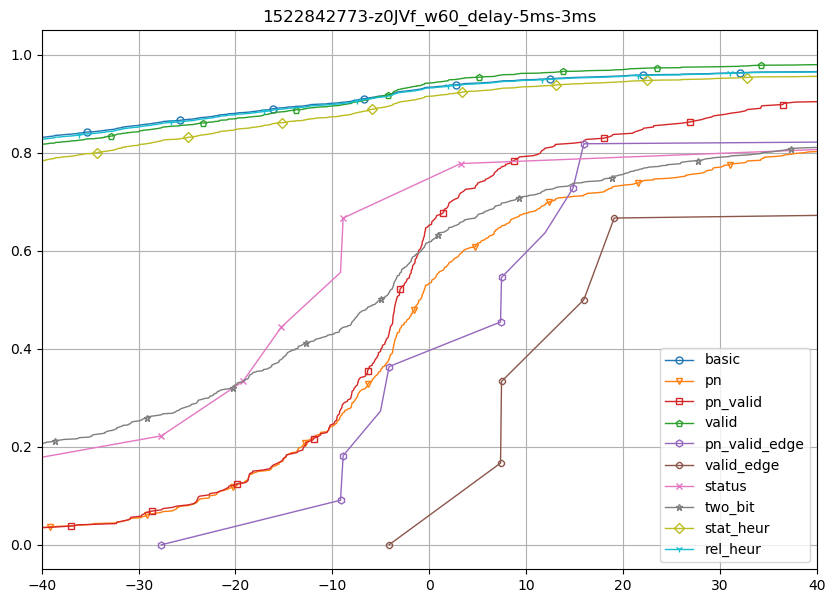 1522842773-z0JVf_w60_delay-5ms-3ms
1.0
0.8
0.6
0.4
0.2
0.0
−40 −30 −20 −10 0 10 20 30 40
basic
pn
pn_valid
valid
pn_valid_edge
valid_edge
status
two_bit
stat_heur
rel_heur